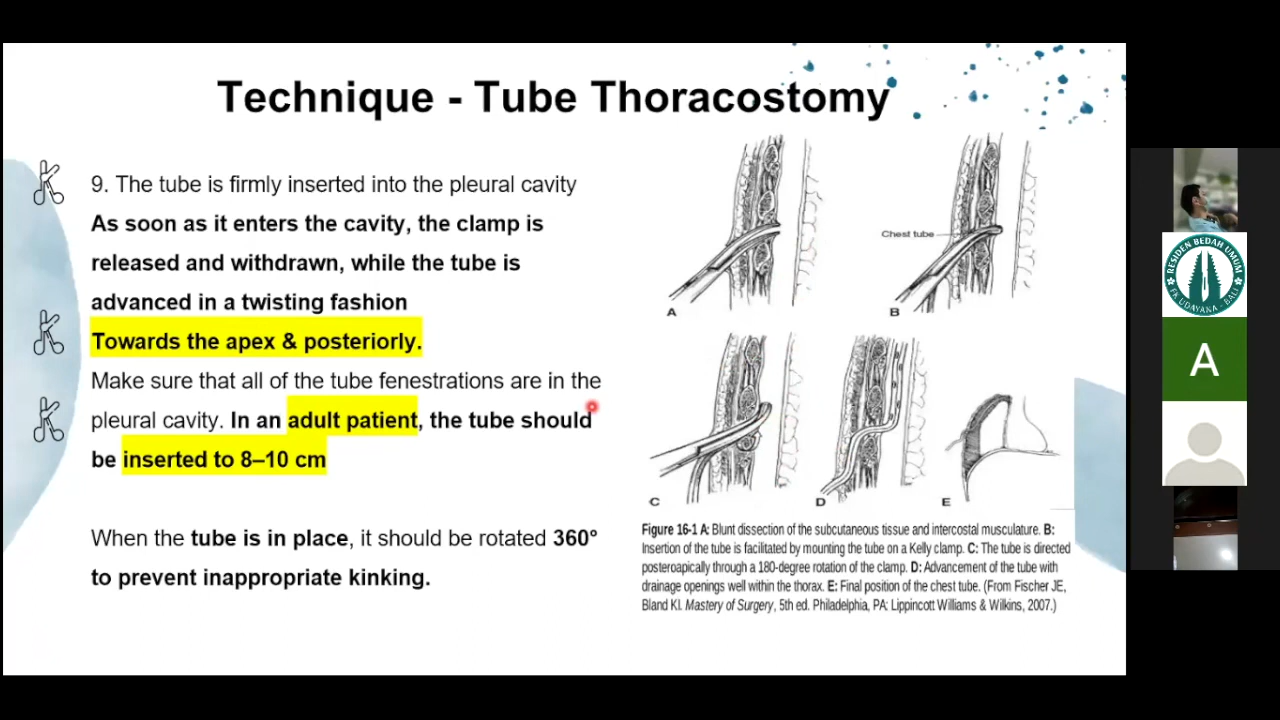 Technique - Tube Thoracostomy
9. The tube is firmly inserted into the pleural cavity
As soon as it enters the cavity, the clamp is
released and withdrawn, while the tube is
advanced in a twisting fashion
Towards the apex & posteriorly.
Make sure that all of the tube fenestrations are in the
pleural cavity. In an adult patient, the tube should
be inserted to 8–10 cm
When the tube is in place, it should be rotated 360°
to prevent inappropriate kinking.
Chest tube
A
B
C
D
E
Figure 16-1 A: Blunt dissection of the subcutaneous tissue and intercostal musculature. B:
Insertion of the tube is facilitated by mounting the tube on a Kelly clamp. C: The tube is directed
posteroapically through a 180-degree rotation of the clamp. D: Advancement of the tube with
drainage openings well within the thorax. E: Final position of the chest tube. (From Fischer JE,
Bland KI. Mastery of Surgery, 5th ed. Philadelphia, PA: Lippincott Williams & Wilkins, 2007.)
RESIDEN BEDAH UMUM
FK UDAYANA - BALI
A